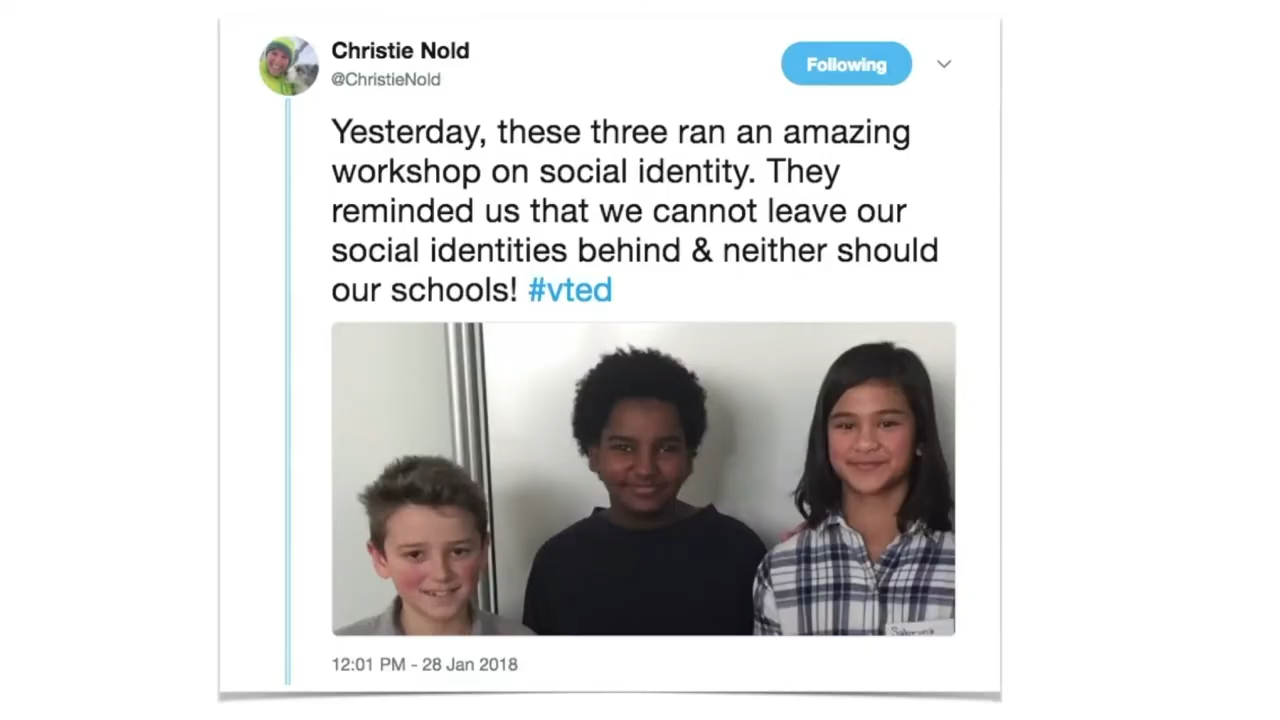 Christie Nold
@ChristieNold
Following
Yesterday, these three ran an amazing
workshop on social identity. They
reminded us that we cannot leave our
social identities behind & neither should
our schools! #vted
12:01 PM - 28 Jan 2018